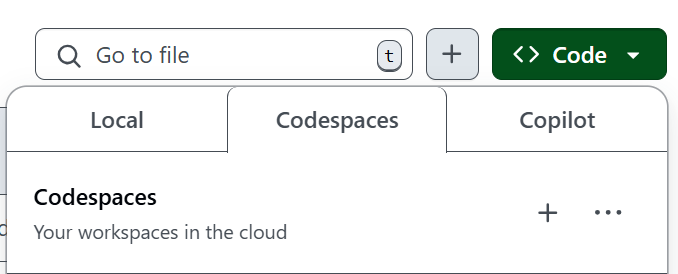 Go to file
t
+
<> Code
Local
Codespaces
Copilot
Codespaces
+ ...
Your workspaces in the cloud